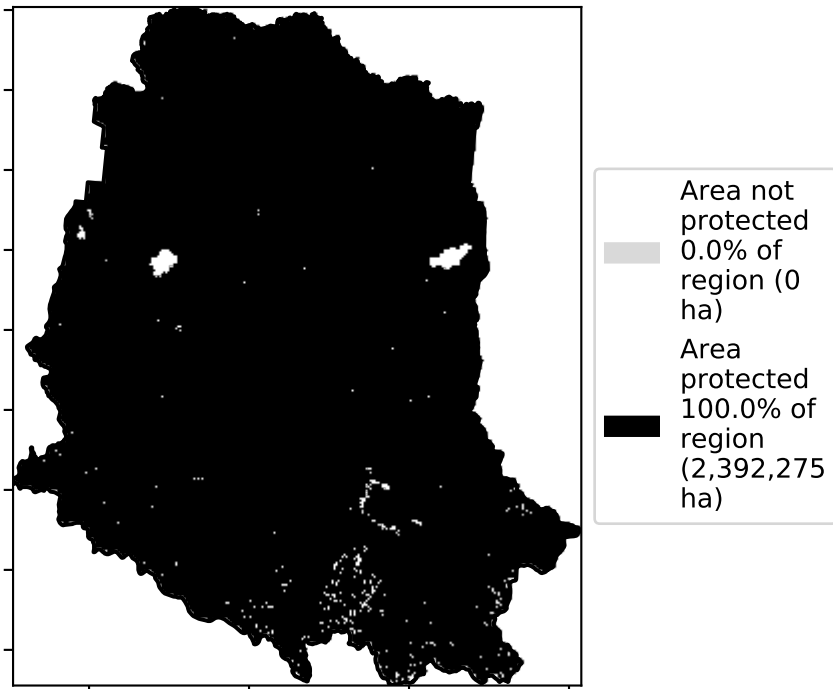 Area not
protected
0.0% of
region (0
ha)
Area
protected
100.0% of
region
(2,392,275
ha)